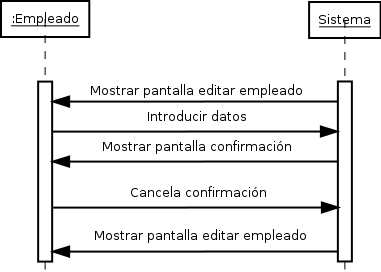 :Empleado
Sistema
Mostrar pantalla editar empleado
Introducir datos
Mostrar pantalla confirmación
Cancela confirmación
Mostrar pantalla editar empleado